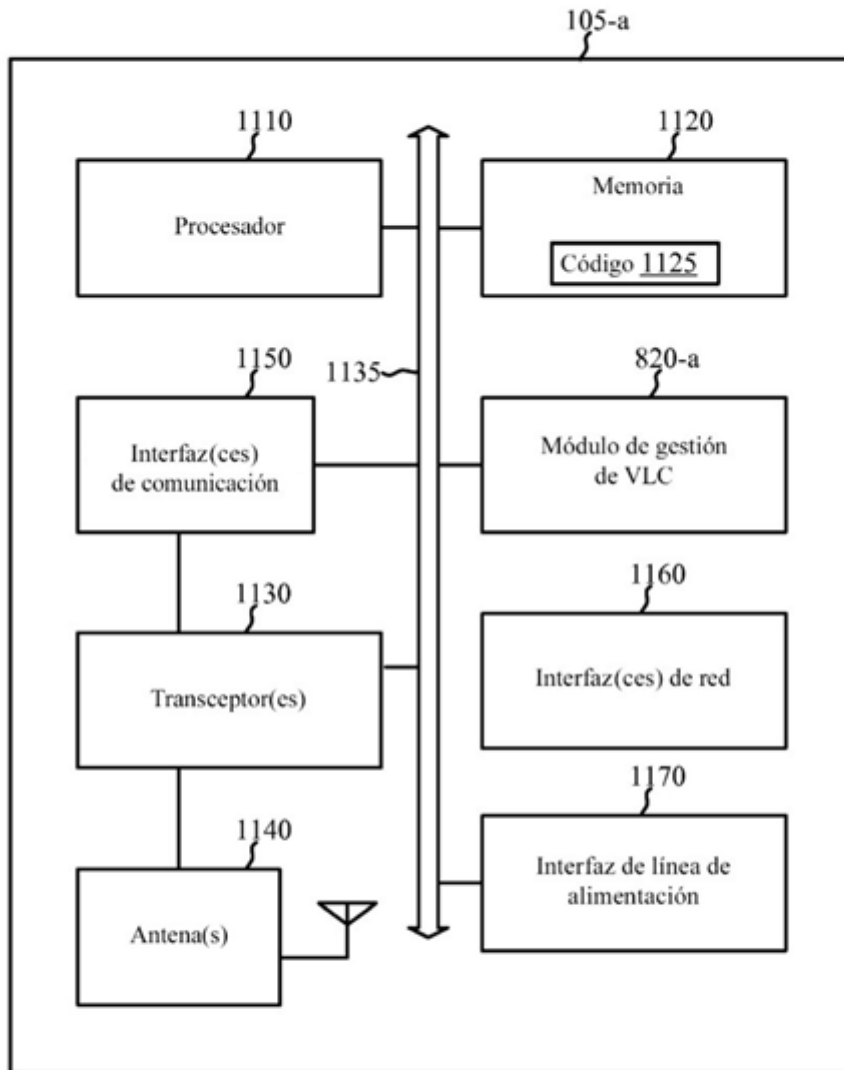 105-a
1110
Procesador
1120
Memoria
Código 1125
1135
1150
Interfaz(ces)
de comunicación
820-a
Módulo de gestión
de VLC
1130
Transceptor(es)
1160
Interfaz(ces) de red
1140
Antena(s)
1170
Interfaz de línea de
alimentación